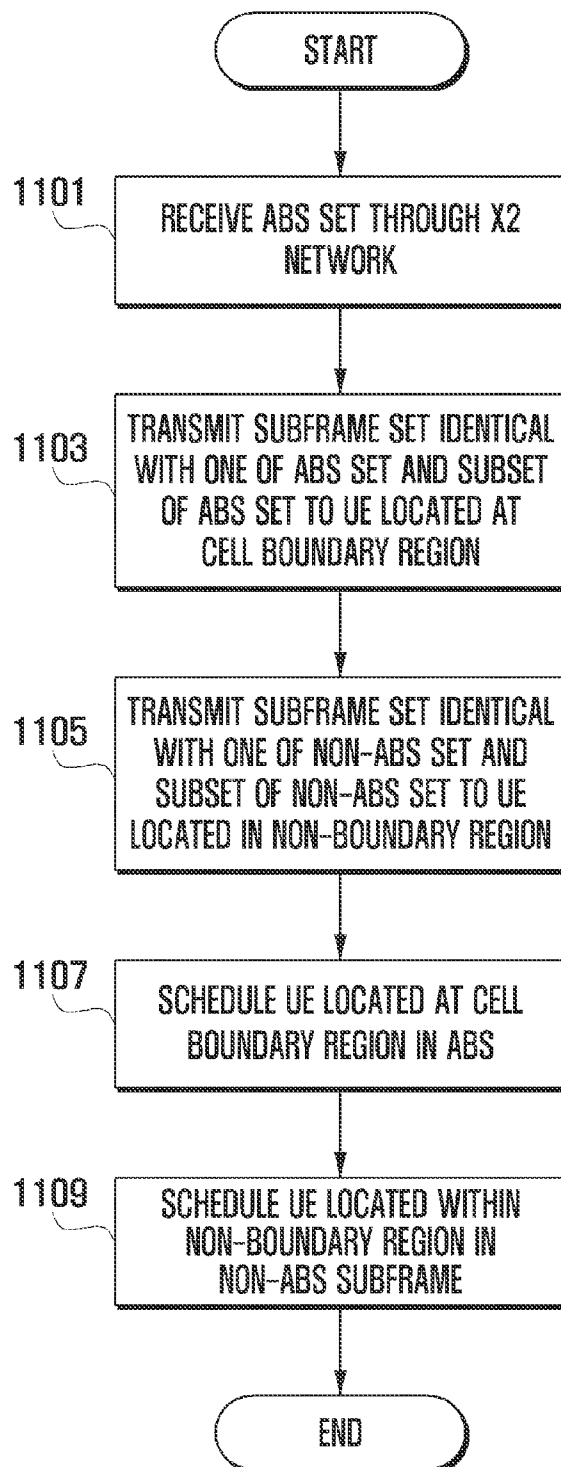 START
1101
RECEIVE ABS SET THROUGH X2
NETWORK
1103
TRANSMIT SUBFRAME SET IDENTICAL
WITH ONE OF ABS SET AND SUBSET
OF ABS SET TO UE LOCATED AT
CELL BOUNDARY REGION
1105
TRANSMIT SUBFRAME SET IDENTICAL
WITH ONE OF NON-ABS SET AND
SUBSET OF NON-ABS SET TO UE
LOCATED IN NON-BOUNDARY REGION
1107
SCHEDULE UE LOCATED AT CELL
BOUNDARY REGION IN ABS
1109
SCHEDULE UE LOCATED WITHIN
NON-BOUNDARY REGION IN
NON-ABS SUBFRAME
END